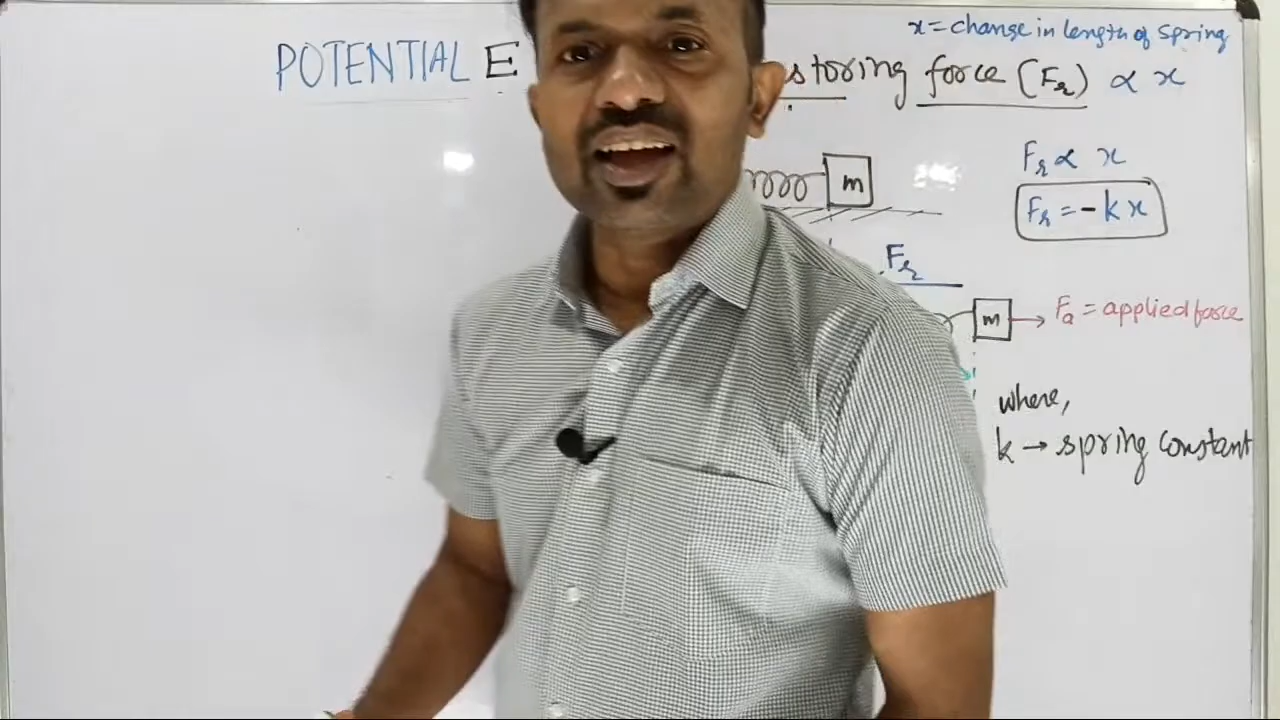 x = change in length of spring
POTENTIAL E
storing force (Fr) ∝ x
m
Fr ∝ x
Fr = -kx
Fr
m
Fa = applied force
where,
k → spring constant